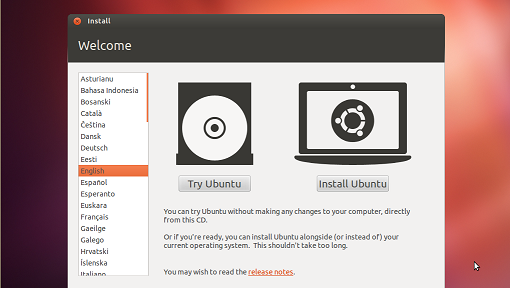 Install
Welcome
Asturianu
Bahasa Indonesia
Bosanski
Català
Čeština
Dansk
Deutsch
Eesti
English
Español
Esperanto
Euskara
Français
Gaeilge
Galego
Hrvatski
Íslenska
Italiano
Try Ubuntu
Install Ubuntu
You can try Ubuntu without making any changes to your computer, directly
from this CD.
Or if you're ready, you can install Ubuntu alongside (or instead of) your
current operating system. This shouldn't take too long.
You may wish to read the release notes.